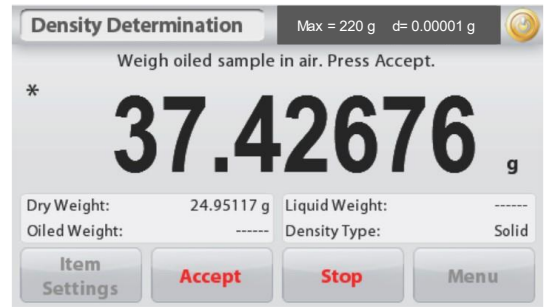 Density Determination Max = 220 g d= 0.00001 g
Weigh oiled sample in air. Press Accept.
*
37.42676 g
Dry Weight: 24.95117 g Liquid Weight: ------
Oiled Weight: ------ Density Type: Solid
Item Settings Accept Stop Menu